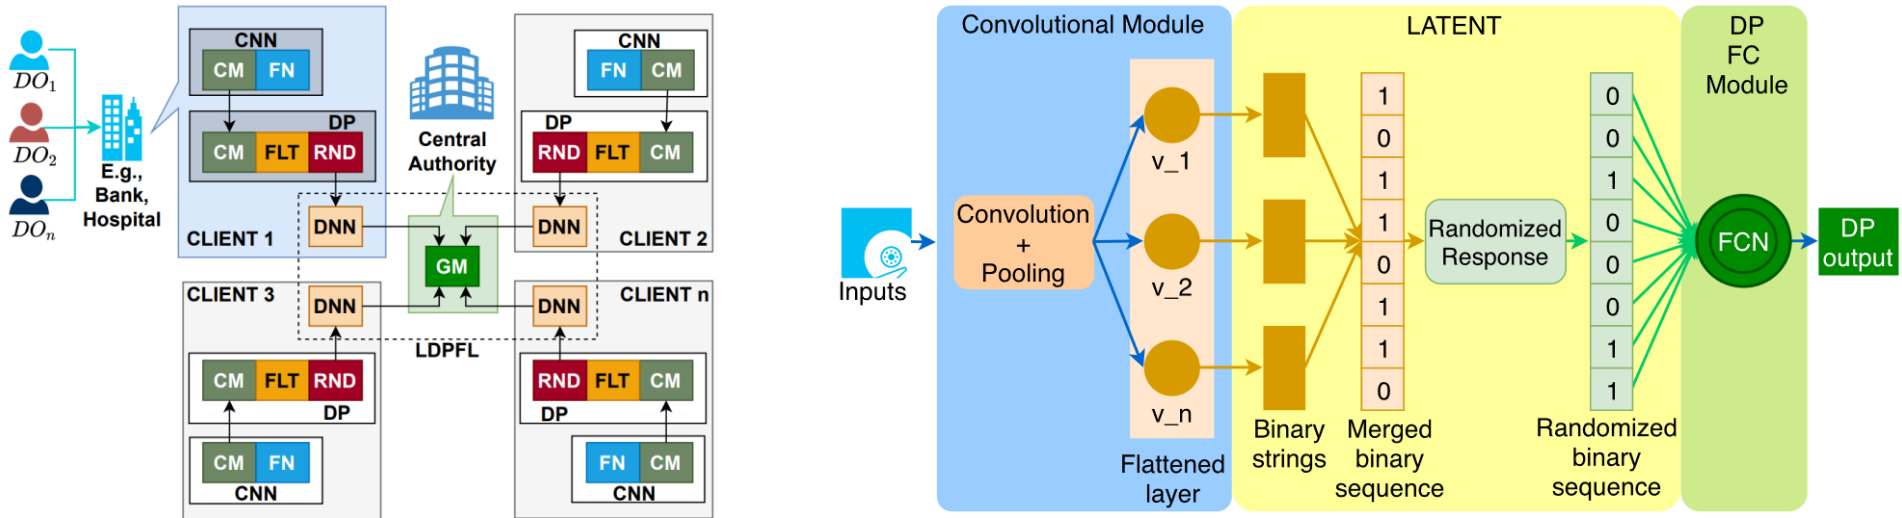 DO₁
DO₂
DOₙ
E.g.,
Bank,
Hospital
CNN
CM FN
DP
CM FLT RND
DNN
CLIENT 1
Central
Authority
GM
CNN
FN CM
DP
RND FLT CM
DNN
CLIENT 2
CLIENT 3
DNN
CM FLT RND
DP
CM FN
CNN
LDPFL
CLIENT n
DNN
RND FLT CM
DP
FN CM
CNN
Inputs
Convolutional Module
Convolution
+
Pooling
v_1
v_2
v_n
Flattened
layer
LATENT
Binary
strings
1
0
1
1
0
1
1
0
Merged
binary
sequence
Randomized
Response
0
0
1
0
0
0
1
1
Randomized
binary
sequence
DP
FC
Module
FCN
DP
output